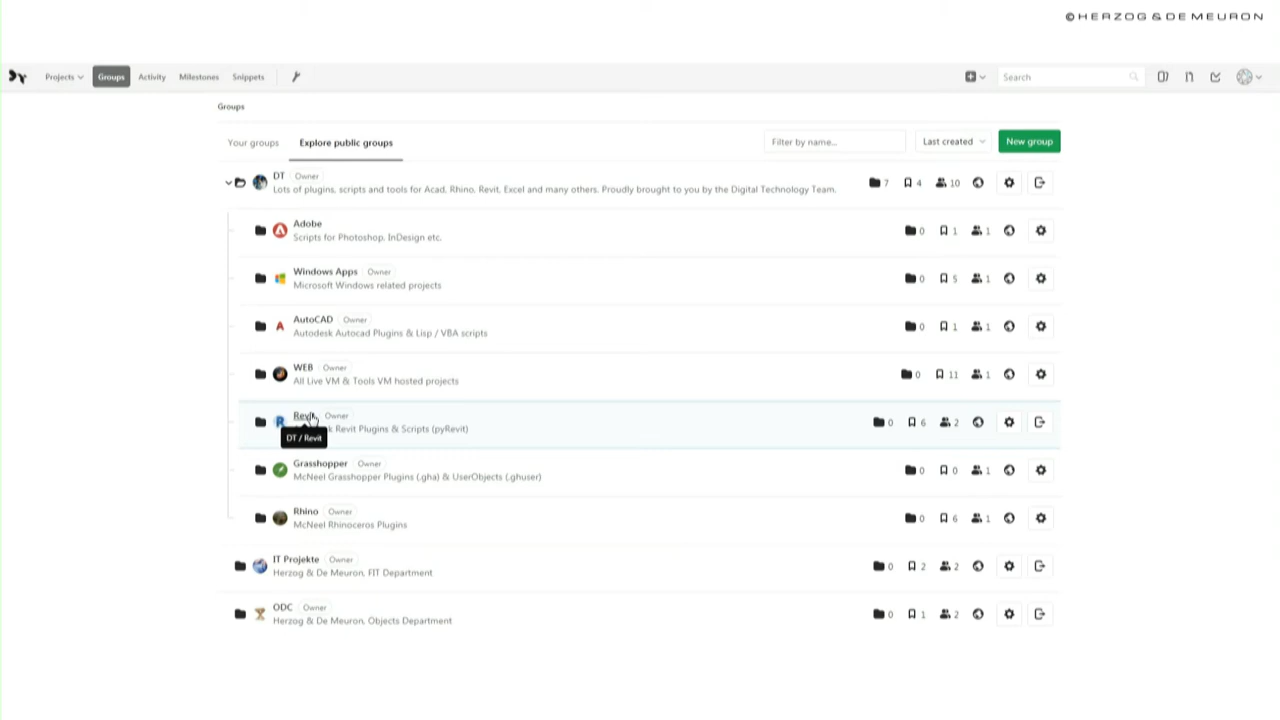 ©HERZOG & DE MEURON
Projects Groups Activity Milestones Snippets Search
Groups
Your groups Explore public groups Filter by name... Last created New group
DT Owner
Lots of plugins, scripts and tools for Acad, Rhino, Revit, Excel and many others. Proudly brought to you by the Digital Technology Team. 7 4 10
Adobe
Scripts for Photoshop, InDesign etc. 0 1 1
Windows Apps Owner
Microsoft Windows related projects 0 5 1
AutoCAD Owner
Autodesk Autocad Plugins & Lisp / VBA scripts 0 1 1
WEB Owner
All Live VM & Tools VM hosted projects 0 11 1
Revit Owner
k Revit Plugins & Scripts (pyRevit) 0 6 2
DT / Revit
Grasshopper Owner
McNeel Grasshopper Plugins (.gha) & UserObjects (.ghuser) 0 0 1
Rhino Owner
McNeel Rhinoceros Plugins 0 6 1
IT Projekte Owner
Herzog & De Meuron, FIT Department 0 2 2
ODC Owner
Herzog & De Meuron, Objects Department 0 1 2